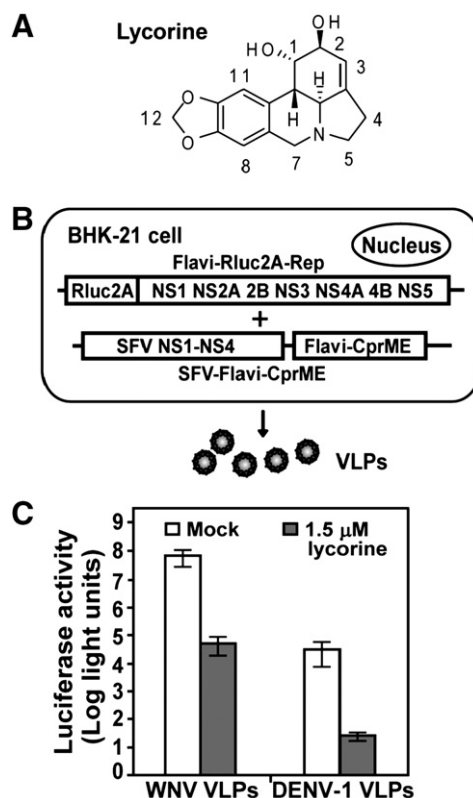 A
Lycorine
OH
HO
1
2
3
11
H
H
12
O
O
N
4
8
7
5
B
BHK-21 cell
Nucleus
Flavi-Rluc2A-Rep
Rluc2A NS1 NS2A 2B NS3 NS4A 4B NS5
+
SFV NS1-NS4 Flavi-CprME
SFV-Flavi-CprME
VLPs
C
Luciferase activity
(Log light units)
9
8
7
6
5
4
3
2
1
0
Mock
1.5 μM
lycorine
WNV VLPs DENV-1 VLPs